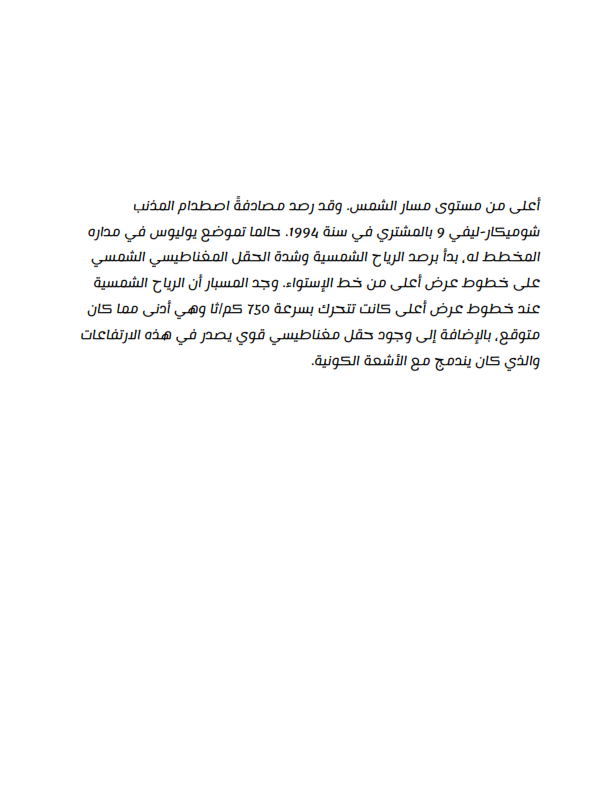 أعلى من مستوى مسار الشمس. وقد رصد مصادفةً اصطدام المذنب
شوميكار-ليفي 9 بالمشتري في سنة 1994. حالما تموضع يوليوس في مداره
المخطط له، بدأ برصد الرياح الشمسية وشدة الحقل المغناطيسي الشمسي
على خطوط عرض أعلى من خط الإستواء. وجد المسبار أن الرياح الشمسية
عند خطوط عرض أعلى كانت تتحرك بسرعة 750 كم/ثا وهي أدنى مما كان
متوقع، بالإضافة إلى وجود حقل مغناطيسي قوي يصدر في هذه الارتفاعات
والذي كان يندمج مع الأشعة الكونية.